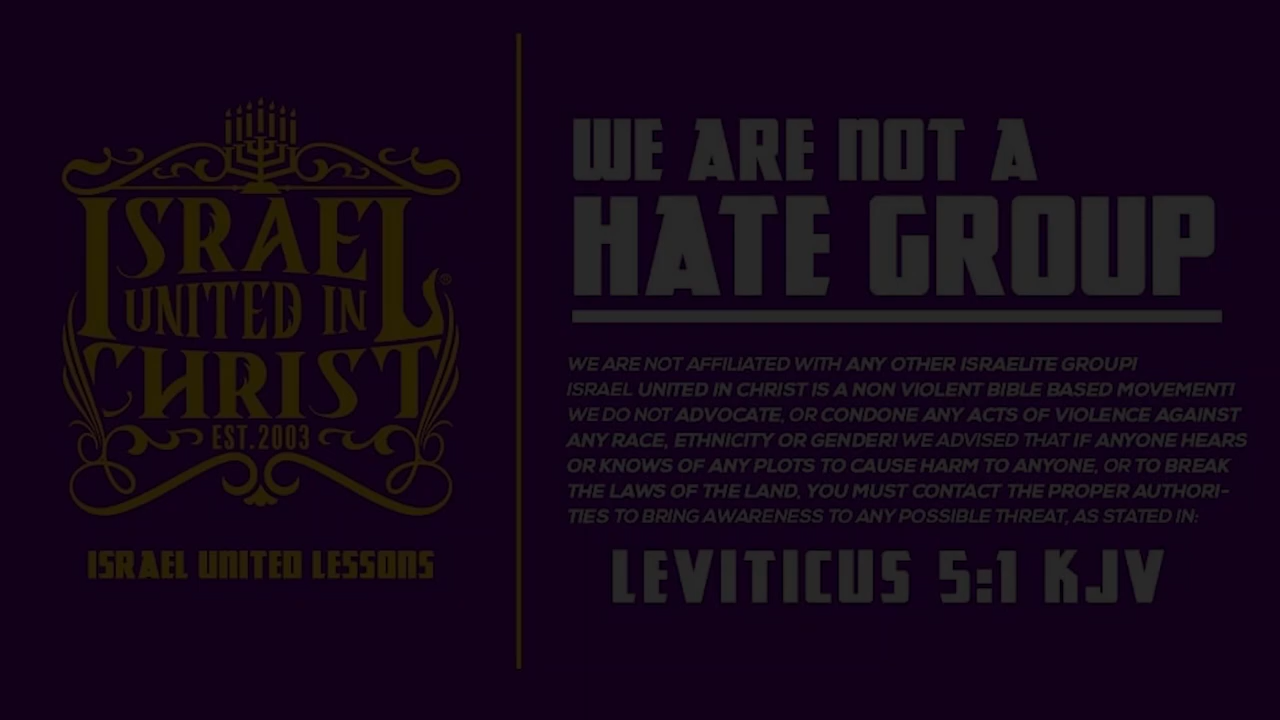 ISRAEL
UNITED IN
CHRIST®
EST. 2003
ISRAEL UNITED LESSONS
WE ARE NOT A
HATE GROUP
WE ARE NOT AFFILIATED WITH ANY OTHER ISRAELITE GROUP!
ISRAEL UNITED IN CHRIST IS A NON VIOLENT BIBLE BASED MOVEMENT!
WE DO NOT ADVOCATE, OR CONDONE ANY ACTS OF VIOLENCE AGAINST
ANY RACE, ETHNICITY OR GENDER! WE ADVISED THAT IF ANYONE HEARS
OR KNOWS OF ANY PLOTS TO CAUSE HARM TO ANYONE, OR TO BREAK
THE LAWS OF THE LAND, YOU MUST CONTACT THE PROPER AUTHORI-
TIES TO BRING AWARENESS TO ANY POSSIBLE THREAT, AS STATED IN:
LEVITICUS 5:1 KJV